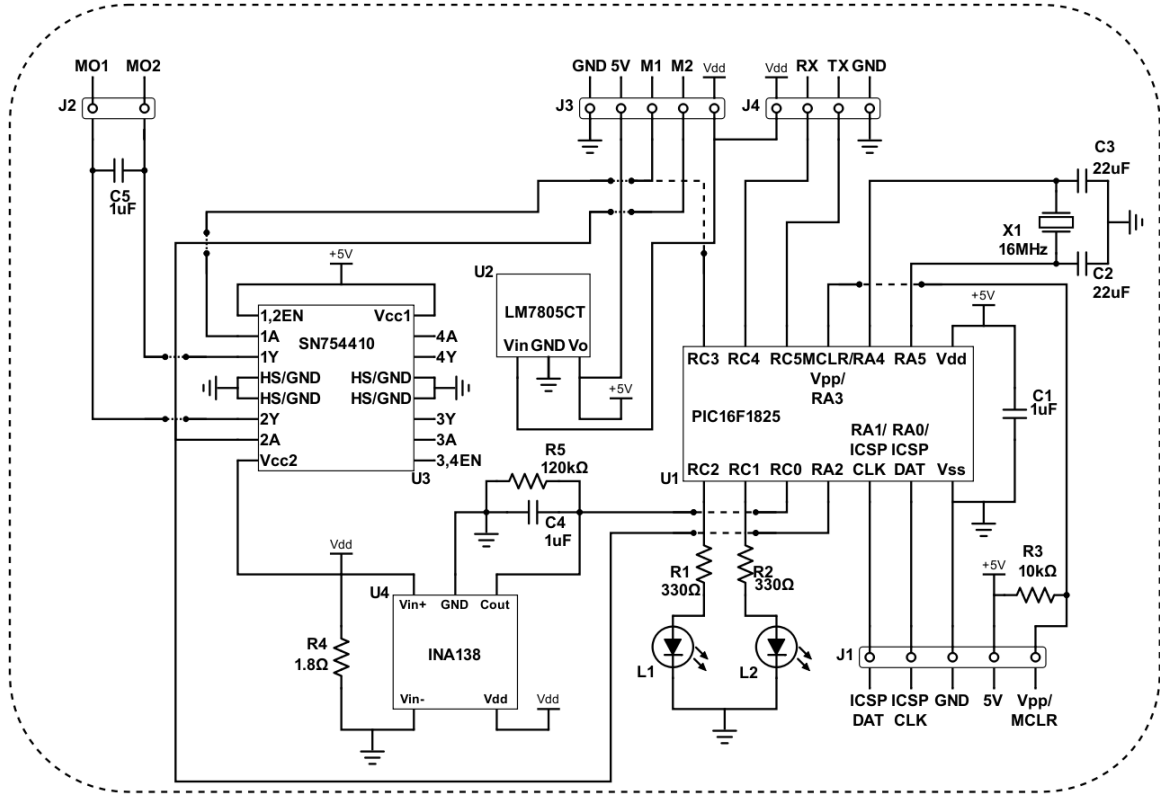 MO1 MO2
J2
C5
1uF
GND 5V M1 M2 Vdd
J3
Vdd RX TX GND
J4
C3
22uF
X1
16MHz
C2
22uF
+5V
U2
LM7805CT
Vin GND Vo
+5V
1,2EN Vcc1
SN754410
1A 4A
1Y 4Y
HS/GND HS/GND
HS/GND HS/GND
2Y 3Y
2A 3A
Vcc2 3,4EN
U3
RC3 RC4 RC5 MCLR/ RA4 RA5 Vdd
Vpp/
RA3
PIC16F1825
RA1/ RA0/
ICSP ICSP
RC2 RC1 RC0 RA2 CLK DAT Vss
U1
+5V
C1
1uF
R5
120kΩ
C4
1uF
Vdd
R4
1.8Ω
U4
Vin+ GND Cout
INA138
Vin- Vdd
Vdd
R1
330Ω
R2
330Ω
L1
L2
+5V
R3
10kΩ
J1
ICSP ICSP GND 5V Vpp/
DAT CLK MCLR